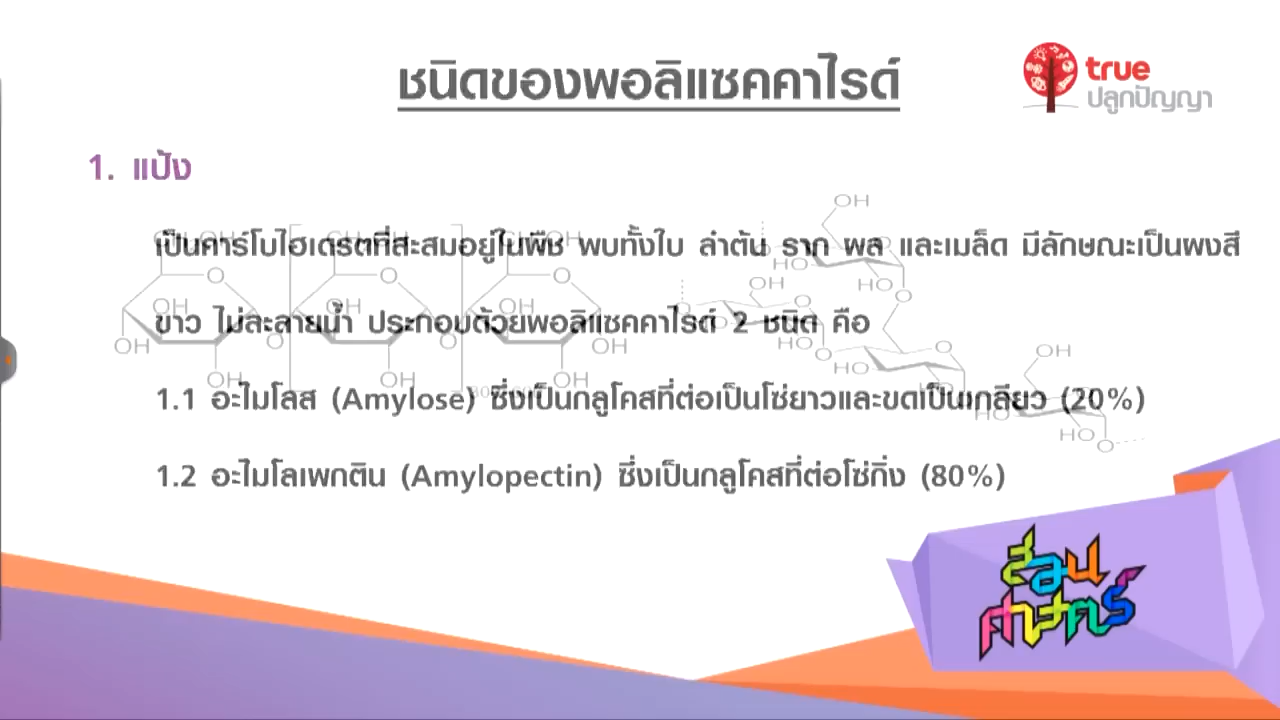 ชนิดของพอลิแซคคาไรด์
true
ปลูกปัญญา
1. แป้ง
เป็นคาร์โบไฮเดรตที่สะสมอยู่ในพืช พบทั้งใบ ลำต้น ราก ผล และเมล็ด มีลักษณะเป็นผงสี
ขาว ไม่ละลายน้ำ ประกอบด้วยพอลิแซคคาไรด์ 2 ชนิด คือ
1.1 อะไมโลส (Amylose) ซึ่งเป็นกลูโคสที่ต่อเป็นโซ่ยาวและขดเป็นเกลียว (20%)
1.2 อะไมโลเพกติน (Amylopectin) ซึ่งเป็นกลูโคสที่ต่อโซ่กิ่ง (80%)
สอน
ศาสตร์